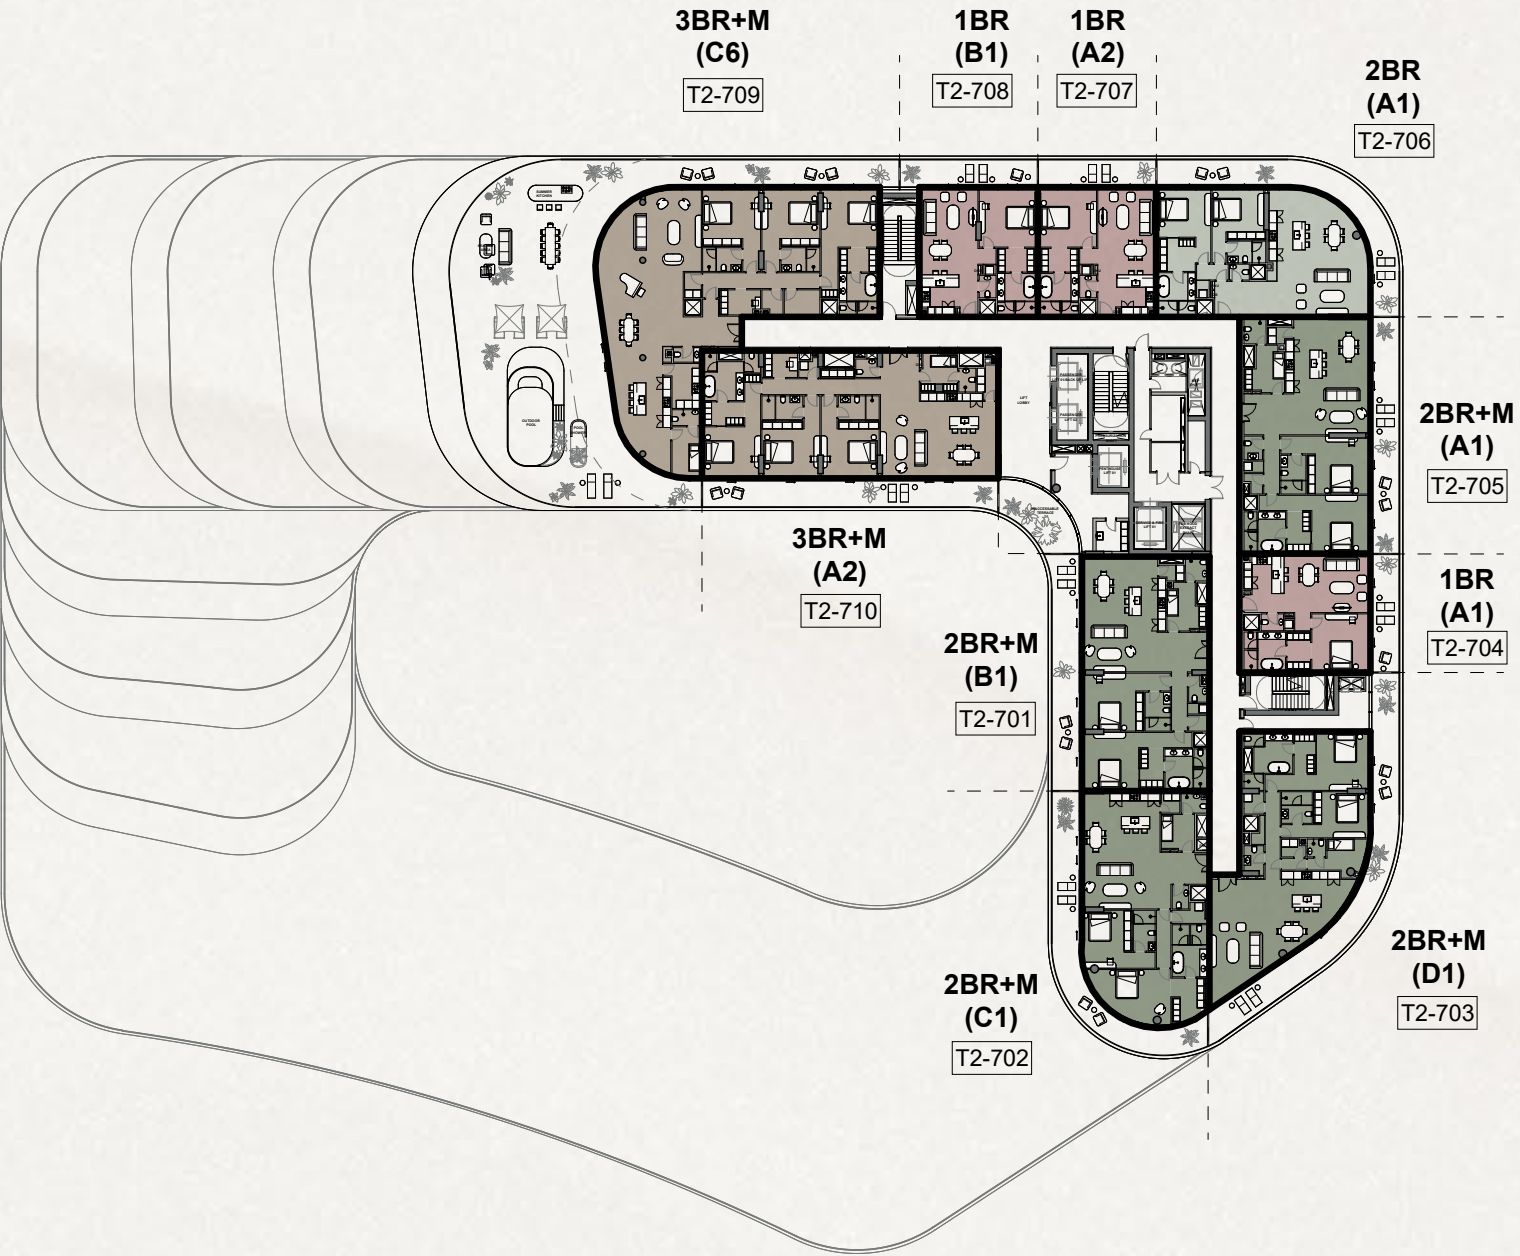 3BR+M
(C6)
T2-709
1BR
(B1)
T2-708
1BR
(A2)
T2-707
2BR
(A1)
T2-706
SUMMER
KITCHEN
OUTDOOR
POOL
LIFT
LOBBY
2BR+M
(A1)
T2-705
3BR+M
(A2)
T2-710
1BR
(A1)
T2-704
2BR+M
(B1)
T2-701
2BR+M
(D1)
T2-703
2BR+M
(C1)
T2-702